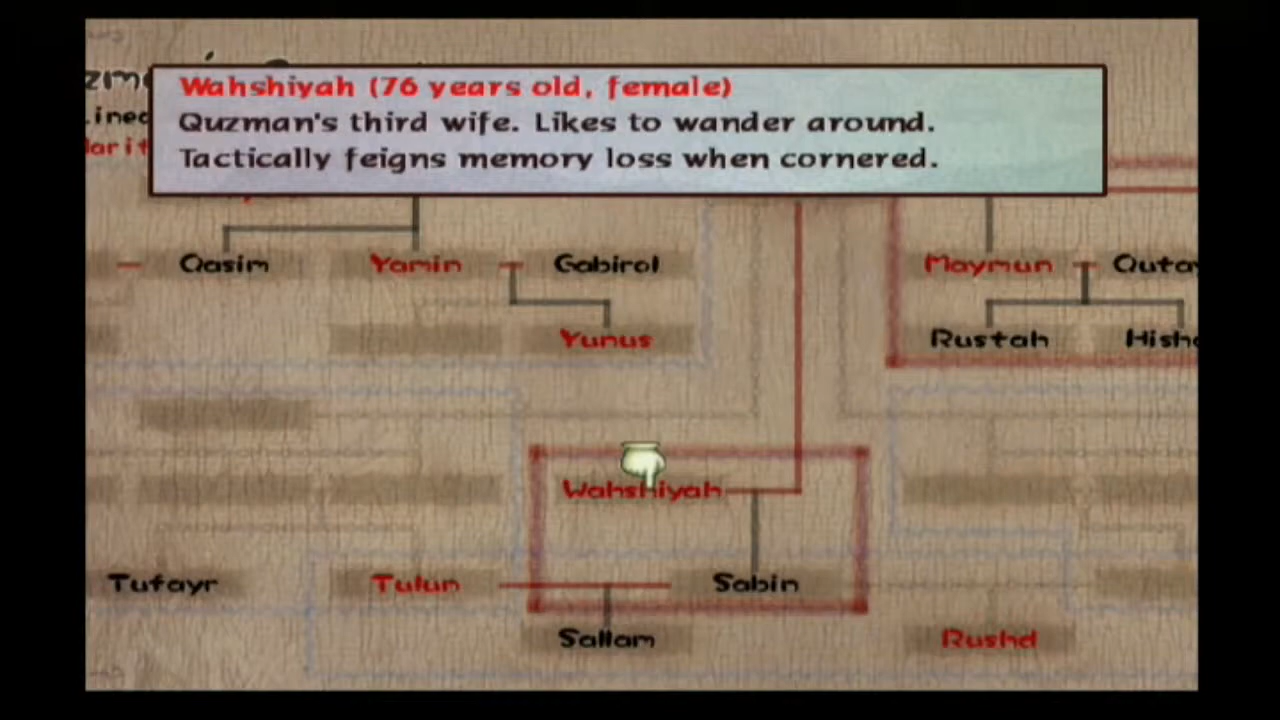 Wahshiyah (76 years old, female)
Quzman's third wife. Likes to wander around.
Tactically feigns memory loss when cornered.
Qasim Yamin Gabirol Maymun
Yunus Rustah
Wahshiyah
Tufayr Tulun Sabin
Sallam Rushd